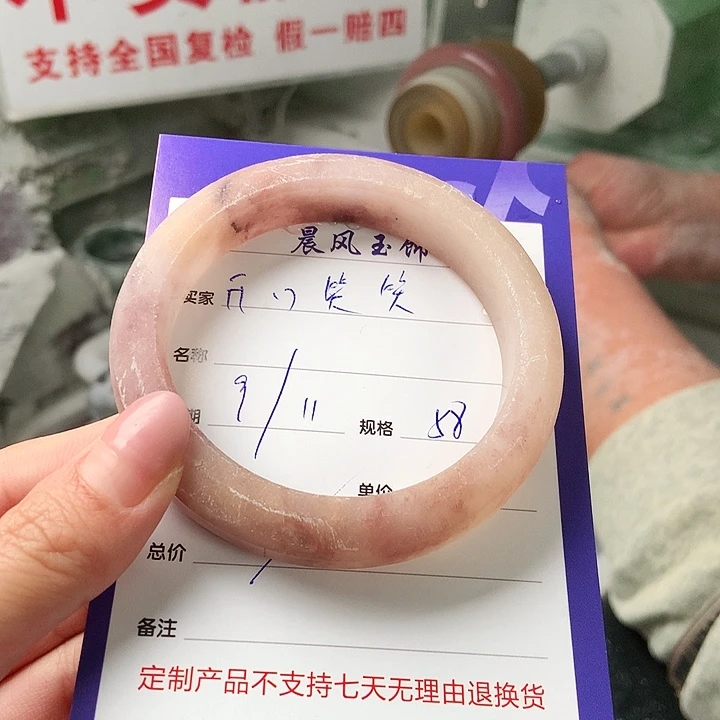 支持全国复检 假一赔四
晨风玉饰
买家
名称
期 9/11 规格 58
单价
总价
备注
定制产品不支持七天无理由退换货